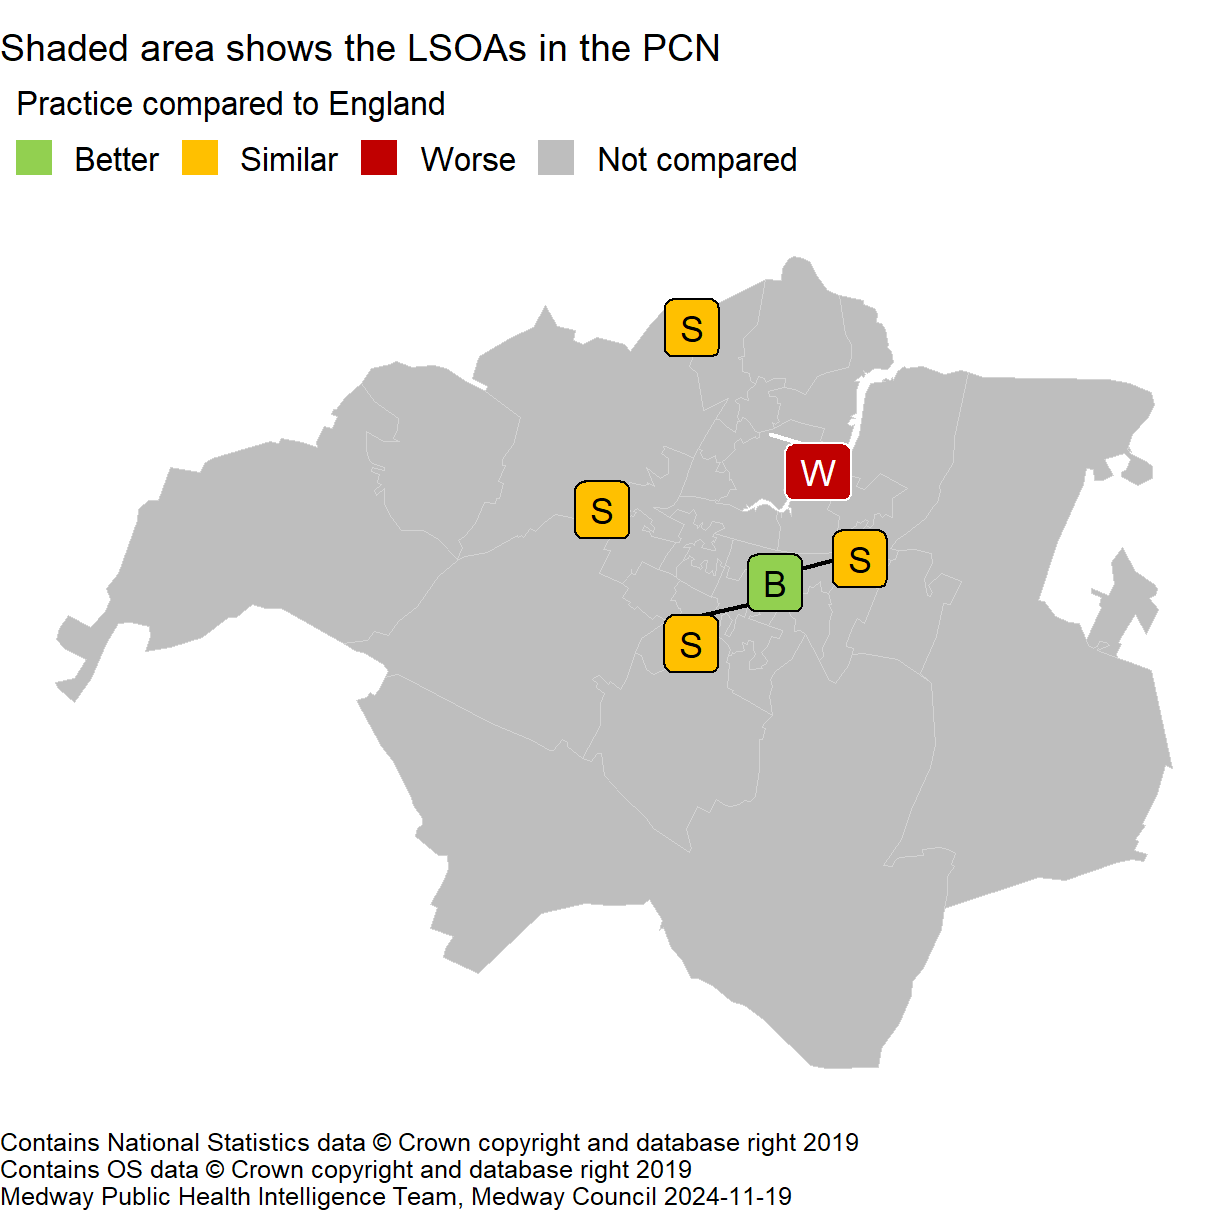 Shaded area shows the LSOAs in the PCN
Practice compared to England
Better Similar Worse Not compared
S
W
S
S
B
S
Contains National Statistics data © Crown copyright and database right 2019
Contains OS data © Crown copyright and database right 2019
Medway Public Health Intelligence Team, Medway Council 2024-11-19